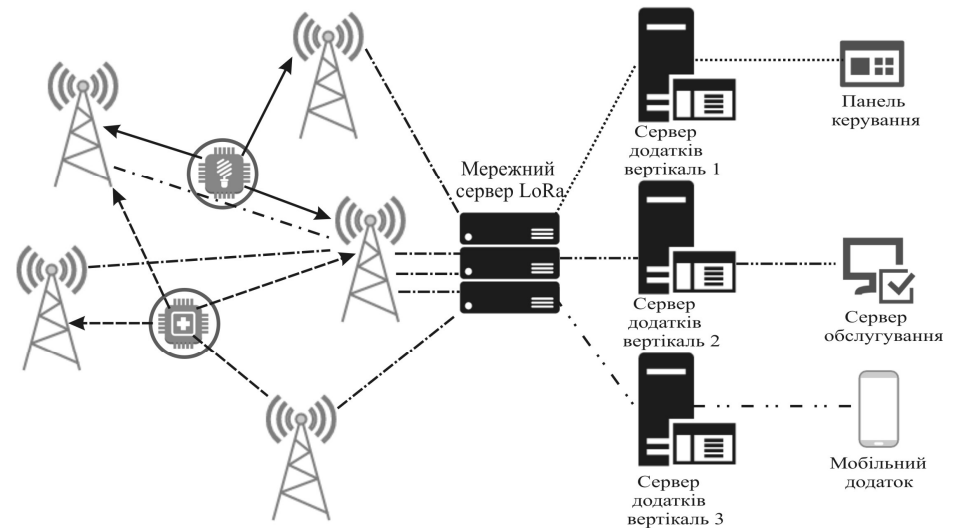 Мережний
сервер LoRa
Сервер
додатків
вертікаль 1
Панель
керування
Сервер
додатків
вертікаль 2
Сервер
обслугування
Сервер
додатків
вертікаль 3
Мобільний
додаток